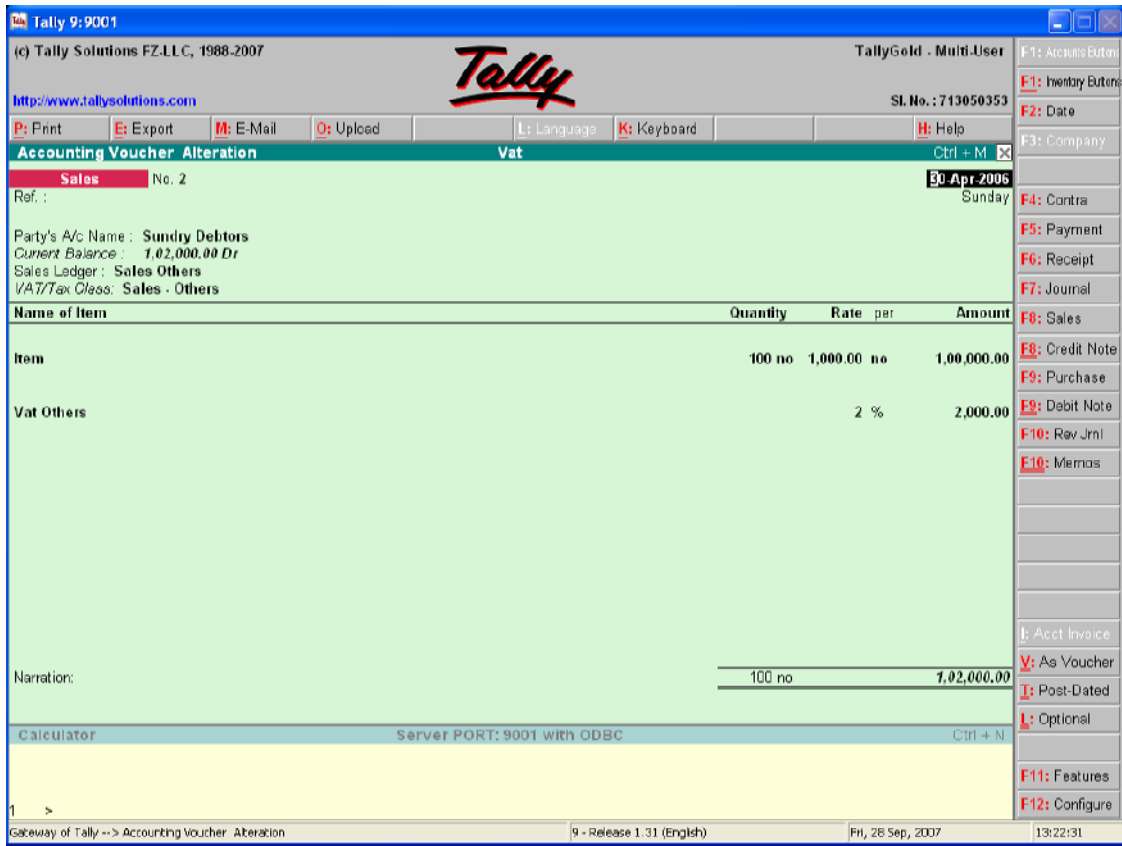 Tally 9:9001
(c) Tally Solutions FZ-LLC, 1988-2007
Tally
TallyGold - Multi-User
http://www.tallysolutions.com
Sl. No. : 713050353
P: Print E: Export M: E-Mail O: Upload L: Language K: Keyboard H: Help
Accounting Voucher Alteration Vat Ctrl + M
Sales No. 2 30-Apr-2006
Ref. : Sunday
Party's A/c Name : Sundry Debtors
Current Balance : 1,02,000.00 Dr
Sales Ledger : Sales Others
VAT/Tax Class: Sales - Others
Name of Item Quantity Rate per Amount
Item 100 no 1,000.00 no 1,00,000.00
Vat Others 2 % 2,000.00
Narration: 100 no 1,02,000.00
Calculator Server PORT: 9001 with ODBC Ctrl + N
1 >
Gateway of Tally --> Accounting Voucher Alteration 9 - Release 1.31 (English) Fri, 28 Sep, 2007 13:22:31
F1: Accounts Buttons
F1: Inventory Buttons
F2: Date
F3: Company
F4: Contra
F5: Payment
F6: Receipt
F7: Journal
F8: Sales
F8: Credit Note
F9: Purchase
F9: Debit Note
F10: Rev Jrnl
F10: Memos
I: Acct Invoice
V: As Voucher
T: Post-Dated
L: Optional
F11: Features
F12: Configure